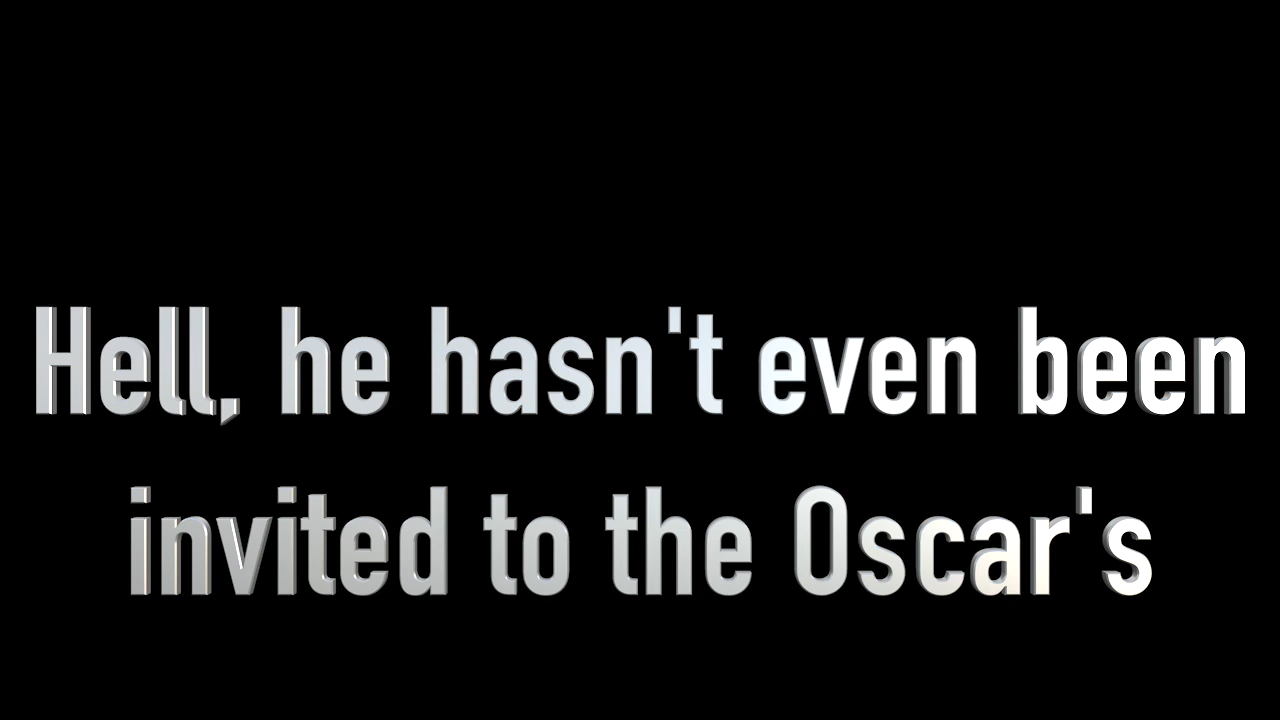 Hell, he hasn't even been
invited to the Oscar's